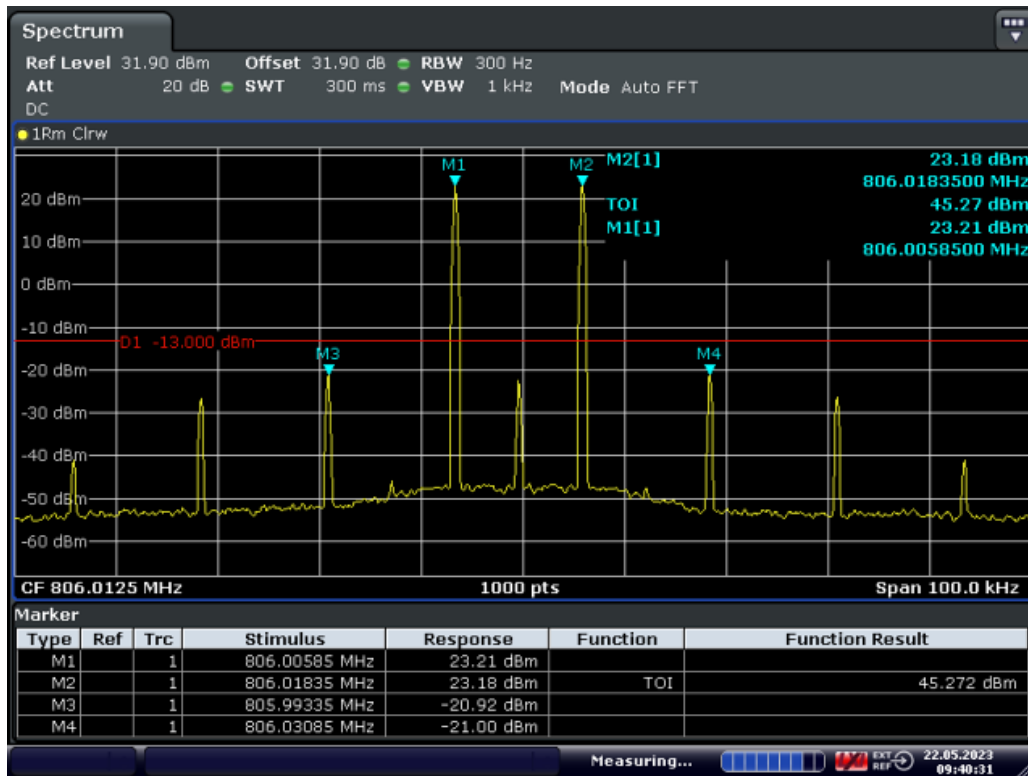 Spectrum
Ref Level 31.90 dBm Offset 31.90 dB RBW 300 Hz
Att 20 dB SWT 300 ms VBW 1 kHz Mode Auto FFT
DC
1Rm Clrw
M1 M2 M2[1] 23.18 dBm
806.0183500 MHz
20 dBm TOI 45.27 dBm
M1[1] 23.21 dBm
10 dBm 806.0058500 MHz
0 dBm
-10 dBm
D1 -13.000 dBm
M3 M4
-20 dBm
-30 dBm
-40 dBm
-50 dBm
-60 dBm
CF 806.0125 MHz 1000 pts Span 100.0 kHz
Marker
Type Ref Trc Stimulus Response Function Function Result
M1 1 806.00585 MHz 23.21 dBm
M2 1 806.01835 MHz 23.18 dBm TOI 45.272 dBm
M3 1 805.99335 MHz -20.92 dBm
M4 1 806.03085 MHz -21.00 dBm
Measuring... EXT REF 22.05.2023
09:40:31